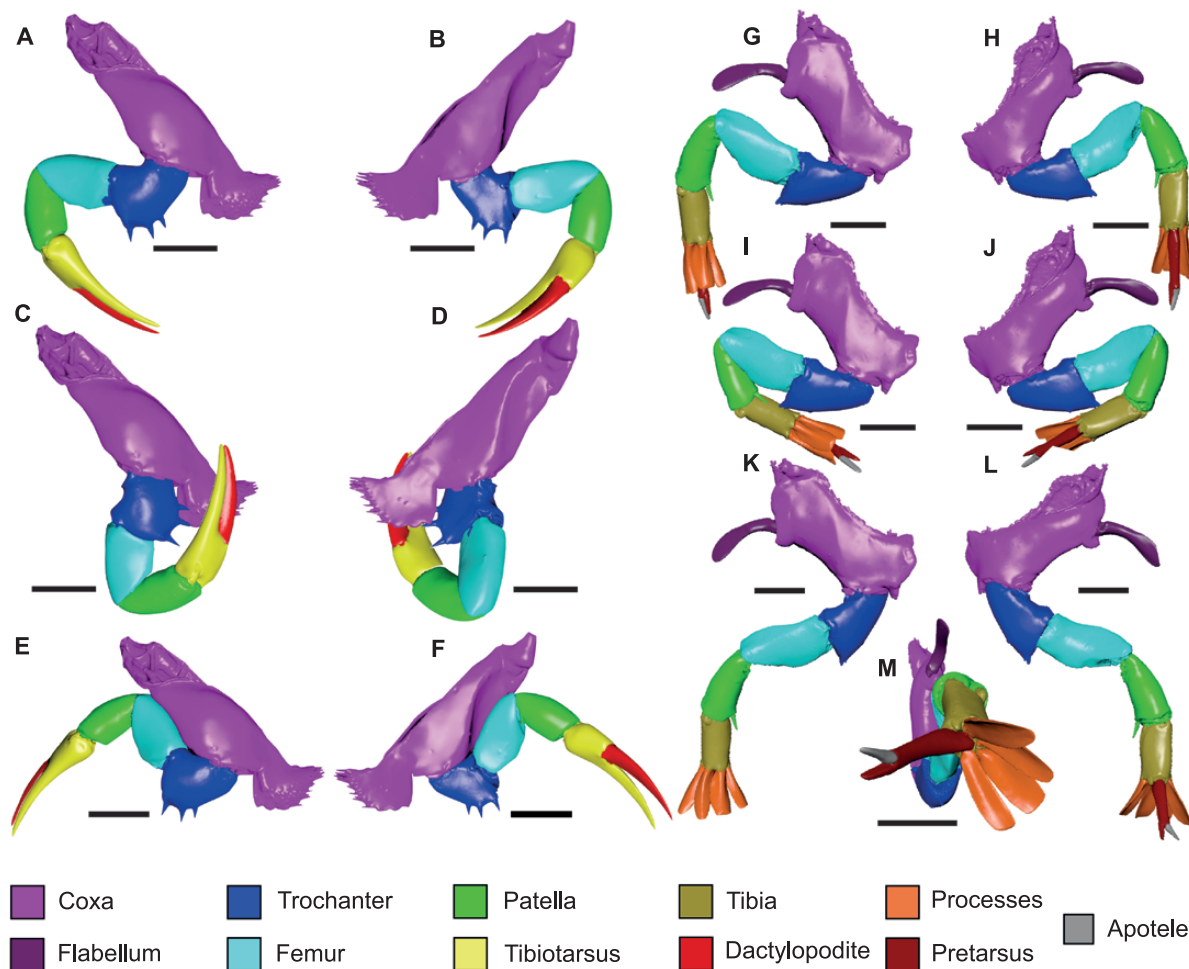 A
B
G
H
I
J
C
D
K
L
E
F
M
Coxa
Trochanter
Patella
Tibia
Processes
Apotele
Flabellum
Femur
Tibiotarsus
Dactylopodite
Pretarsus